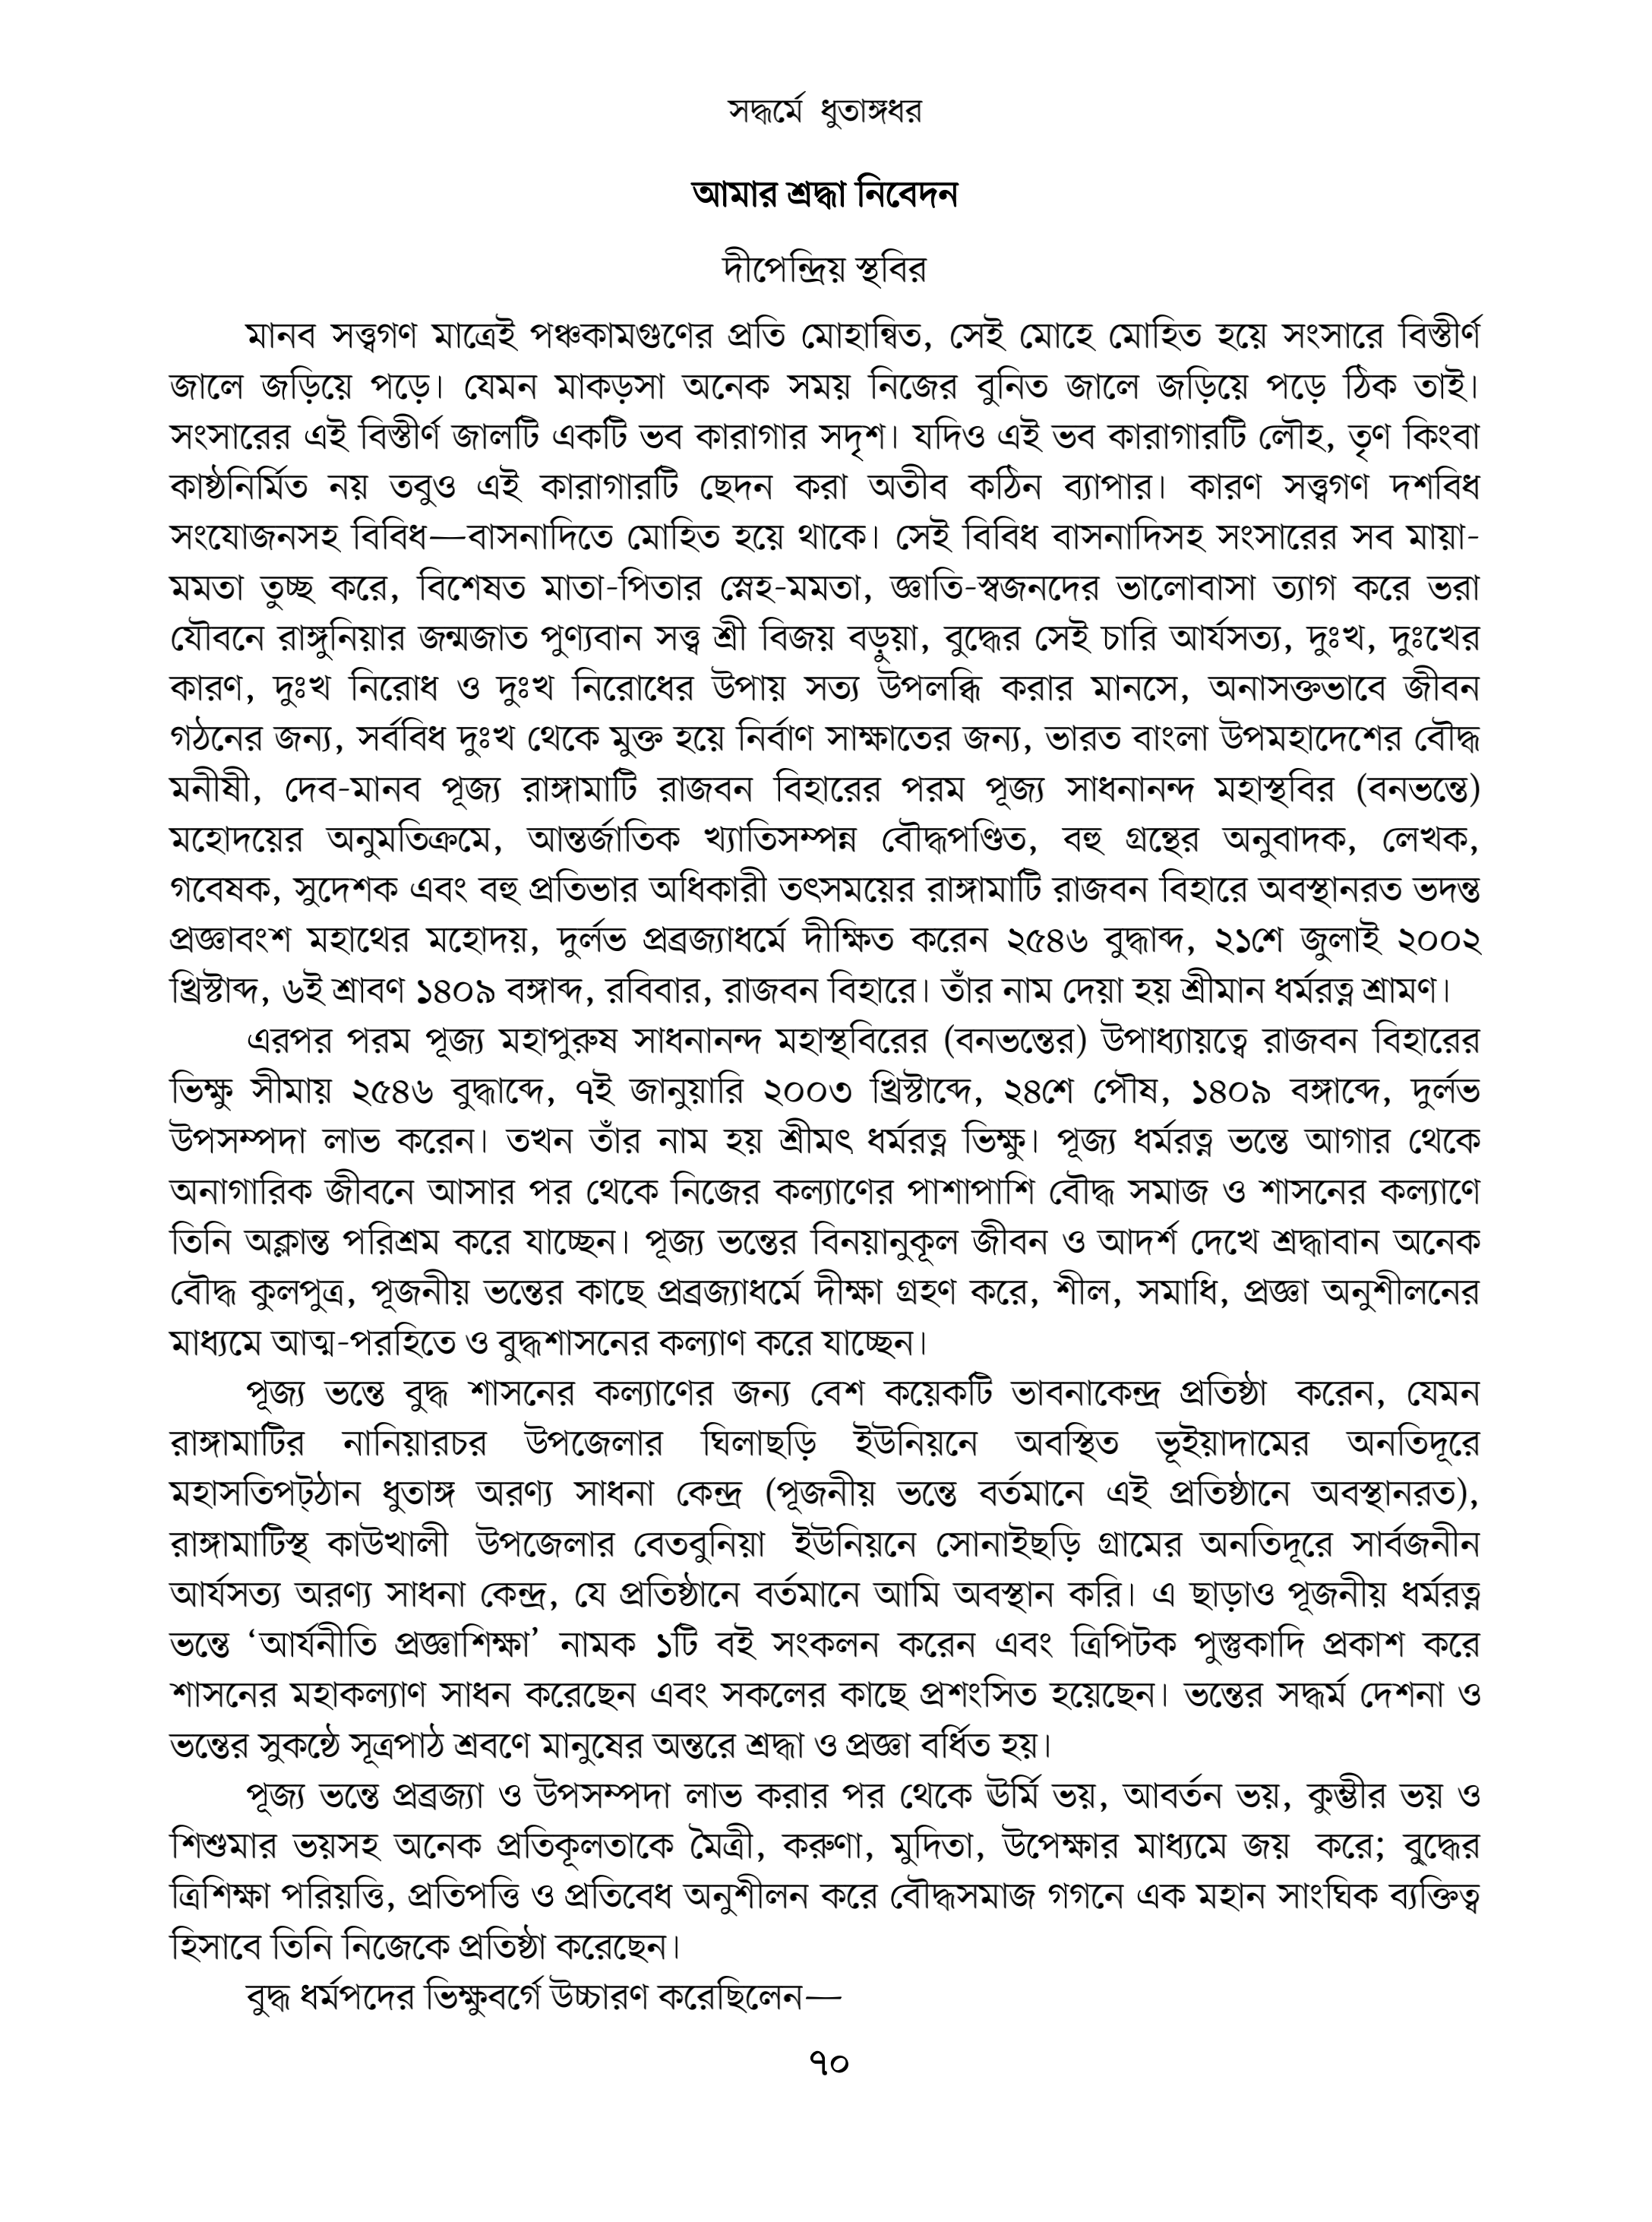 সদ্ধর্মে ধুতাঙ্গধর
আমার শ্রদ্ধা নিবেদন
দীপেন্দ্রিয় স্থবির
মানব সত্ত্বগণ মাত্রেই পঞ্চকামগুণের প্রতি মোহান্বিত, সেই মোহে মোহিত হয়ে সংসারে বিস্তীর্ণ
জালে জড়িয়ে পড়ে। যেমন মাকড়সা অনেক সময় নিজের বুনিত জালে জড়িয়ে পড়ে ঠিক তাই।
সংসারের এই বিস্তীর্ণ জালটি একটি ভব কারাগার সদৃশ। যদিও এই ভব কারাগারটি লৌহ, তৃণ কিংবা
কাষ্ঠনির্মিত নয় তবুও এই কারাগারটি ছেদন করা অতীব কঠিন ব্যাপার। কারণ সত্ত্বগণ দশবিধ
সংযোজনসহ বিবিধ—বাসনাদিতে মোহিত হয়ে থাকে। সেই বিবিধ বাসনাদিসহ সংসারের সব মায়া-
মমতা তুচ্ছ করে, বিশেষত মাতা-পিতার স্নেহ-মমতা, জ্ঞাতি-স্বজনদের ভালোবাসা ত্যাগ করে ভরা
যৌবনে রাঙ্গুনিয়ার জন্মজাত পুণ্যবান সত্ত্ব শ্রী বিজয় বড়ুয়া, বুদ্ধের সেই চারি আর্যসত্য, দুঃখ, দুঃখের
কারণ, দুঃখ নিরোধ ও দুঃখ নিরোধের উপায় সত্য উপলব্ধি করার মানসে, অনাসক্তভাবে জীবন
গঠনের জন্য, সর্ববিধ দুঃখ থেকে মুক্ত হয়ে নির্বাণ সাক্ষাতের জন্য, ভারত বাংলা উপমহাদেশের বৌদ্ধ
মনীষী, দেব-মানব পূজ্য রাঙ্গামাটি রাজবন বিহারের পরম পূজ্য সাধনানন্দ মহাস্থবির (বনভন্তে)
মহোদয়ের অনুমতিক্রমে, আন্তর্জাতিক খ্যাতিসম্পন্ন বৌদ্ধপণ্ডিত, বহু গ্রন্থের অনুবাদক, লেখক,
গবেষক, সুদেশক এবং বহু প্রতিভার অধিকারী তৎসময়ের রাঙ্গামাটি রাজবন বিহারে অবস্থানরত ভদন্ত
প্রজ্ঞাবংশ মহাথের মহোদয়, দুর্লভ প্রব্রজ্যাধর্মে দীক্ষিত করেন ২৫৪৬ বুদ্ধাব্দ, ২১শে জুলাই ২০০২
খ্রিস্টাব্দ, ৬ই শ্রাবণ ১৪০৯ বঙ্গাব্দ, রবিবার, রাজবন বিহারে। তাঁর নাম দেয়া হয় শ্রীমান ধর্মরত্ন শ্রামণ।
এরপর পরম পূজ্য মহাপুরুষ সাধনানন্দ মহাস্থবিরের (বনভন্তের) উপাধ্যায়ত্বে রাজবন বিহারের
ভিক্ষু সীমায় ২৫৪৬ বুদ্ধাব্দে, ৭ই জানুয়ারি ২০০৩ খ্রিস্টাব্দে, ২৪শে পৌষ, ১৪০৯ বঙ্গাব্দে, দুর্লভ
উপসম্পদা লাভ করেন। তখন তাঁর নাম হয় শ্রীমৎ ধর্মরত্ন ভিক্ষু। পূজ্য ধর্মরত্ন ভন্তে আগার থেকে
অনাগারিক জীবনে আসার পর থেকে নিজের কল্যাণের পাশাপাশি বৌদ্ধ সমাজ ও শাসনের কল্যাণে
তিনি অক্লান্ত পরিশ্রম করে যাচ্ছেন। পূজ্য ভন্তের বিনয়ানুকূল জীবন ও আদর্শ দেখে শ্রদ্ধাবান অনেক
বৌদ্ধ কুলপুত্র, পূজনীয় ভন্তের কাছে প্রব্রজ্যাধর্মে দীক্ষা গ্রহণ করে, শীল, সমাধি, প্রজ্ঞা অনুশীলনের
মাধ্যমে আত্ম-পরহিতে ও বুদ্ধশাসনের কল্যাণ করে যাচ্ছেন।
পূজ্য ভন্তে বুদ্ধ শাসনের কল্যাণের জন্য বেশ কয়েকটি ভাবনাকেন্দ্র প্রতিষ্ঠা করেন, যেমন
রাঙ্গামাটির নানিয়ারচর উপজেলার ঘিলাছড়ি ইউনিয়নে অবস্থিত ভূইয়াদামের অনতিদূরে
মহাসতিপট্‌ঠান ধুতাঙ্গ অরণ্য সাধনা কেন্দ্র (পূজনীয় ভন্তে বর্তমানে এই প্রতিষ্ঠানে অবস্থানরত),
রাঙ্গামাটিস্থ কাউখালী উপজেলার বেতবুনিয়া ইউনিয়নে সোনাইছড়ি গ্রামের অনতিদূরে সার্বজনীন
আর্যসত্য অরণ্য সাধনা কেন্দ্র, যে প্রতিষ্ঠানে বর্তমানে আমি অবস্থান করি। এ ছাড়াও পূজনীয় ধর্মরত্ন
ভন্তে ‘আর্যনীতি প্রজ্ঞাশিক্ষা’ নামক ১টি বই সংকলন করেন এবং ত্রিপিটক পুস্তুকাদি প্রকাশ করে
শাসনের মহাকল্যাণ সাধন করেছেন এবং সকলের কাছে প্রশংসিত হয়েছেন। ভন্তের সদ্ধর্ম দেশনা ও
ভন্তের সুকন্ঠে সূত্রপাঠ শ্রবণে মানুষের অন্তরে শ্রদ্ধা ও প্রজ্ঞা বর্ধিত হয়।
পূজ্য ভন্তে প্রব্রজ্যা ও উপসম্পদা লাভ করার পর থেকে ঊর্মি ভয়, আবর্তন ভয়, কুম্ভীর ভয় ও
শিশুমার ভয়সহ অনেক প্রতিকূলতাকে মৈত্রী, করুণা, মুদিতা, উপেক্ষার মাধ্যমে জয় করে; বুদ্ধের
ত্রিশিক্ষা পরিয়ত্তি, প্রতিপত্তি ও প্রতিবেধ অনুশীলন করে বৌদ্ধসমাজ গগনে এক মহান সাংঘিক ব্যক্তিত্ব
হিসাবে তিনি নিজেকে প্রতিষ্ঠা করেছেন।
বুদ্ধ ধর্মপদের ভিক্ষুবর্গে উচ্চারণ করেছিলেন—
৭০